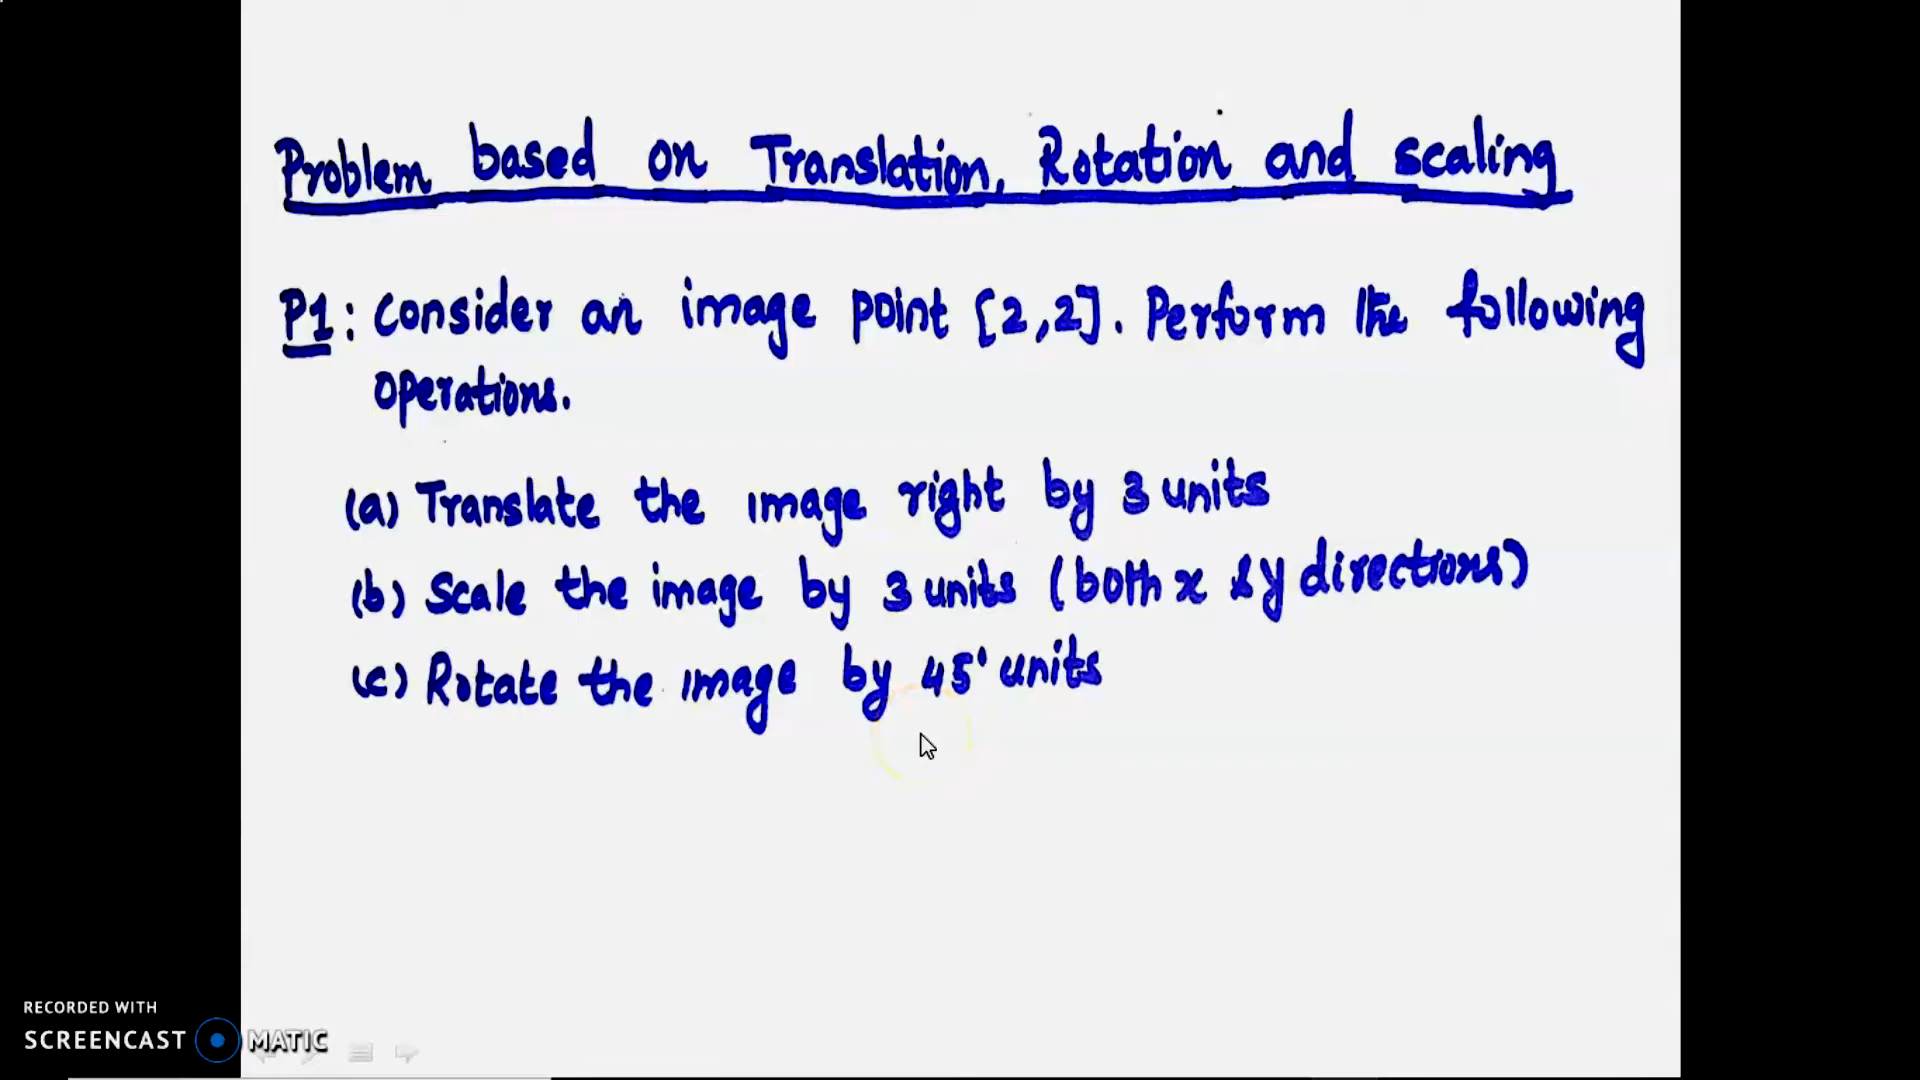 Problem based on Translation, Rotation and scaling
P1: Consider an image point [2,2]. Perform the following
operations.
(a) Translate the image right by 3 units
(b) Scale the image by 3 units (both x & y directions)
(c) Rotate the image by 45° units
RECORDED WITH
SCREENCAST MATIC